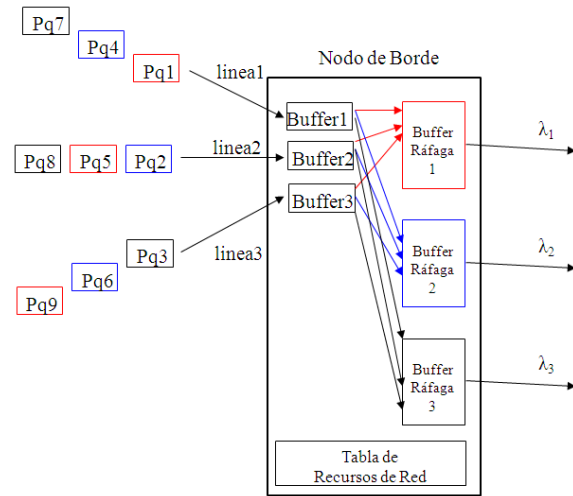 Pq7
Pq4
Pq1
linea1
Nodo de Borde
Buffer1
Buffer
Ráfaga
1
λ1
Pq8
Pq5
Pq2
linea2
Buffer2
Buffer3
Pq3
linea3
Pq6
Pq9
Buffer
Ráfaga
2
λ2
Buffer
Ráfaga
3
λ3
Tabla de
Recursos de Red